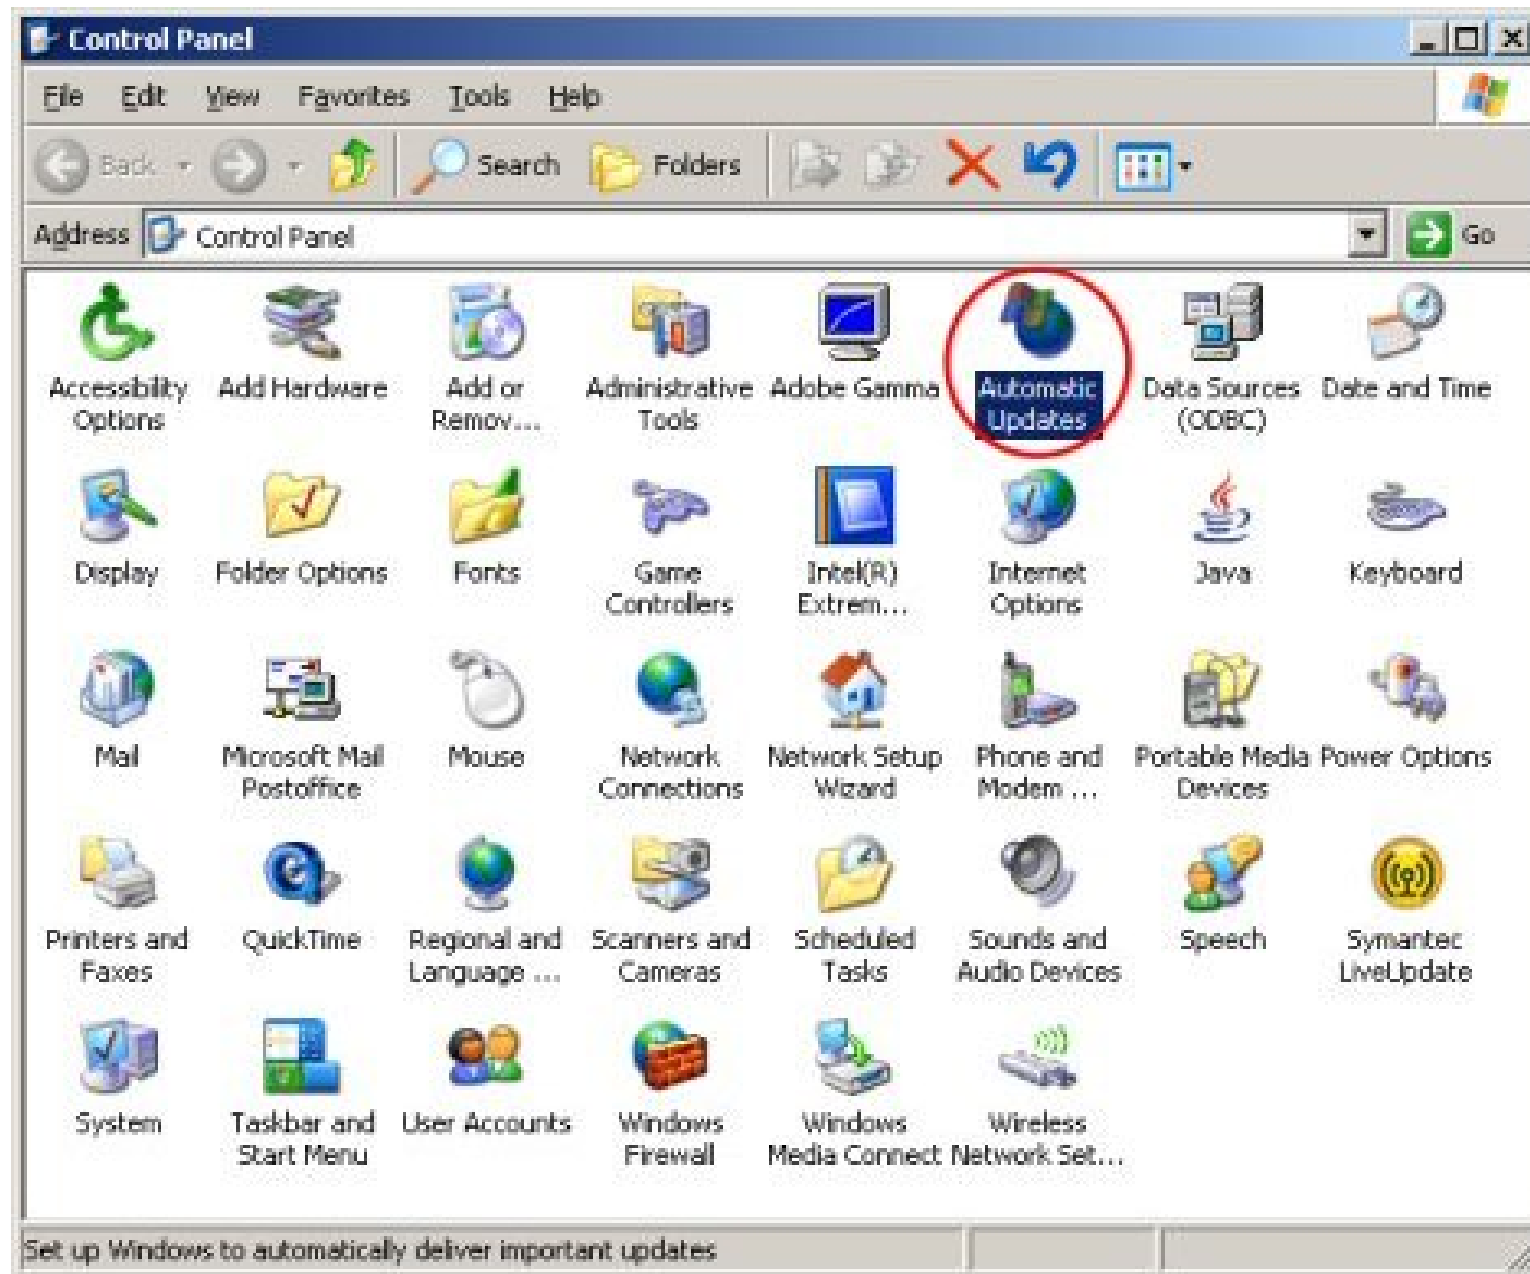 Control Panel
File Edit View Favorites Tools Help
Back Search Folders
Address Control Panel Go
Accessibility Options
Add Hardware
Add or Remov...
Administrative Tools
Adobe Gamma
Automatic Updates
Data Sources (ODBC)
Date and Time
Display
Folder Options
Fonts
Game Controllers
Intel(R) Extrem...
Internet Options
Java
Keyboard
Mail
Microsoft Mail Postoffice
Mouse
Network Connections
Network Setup Wizard
Phone and Modem ...
Portable Media Devices
Power Options
Printers and Faxes
QuickTime
Regional and Language ...
Scanners and Cameras
Scheduled Tasks
Sounds and Audio Devices
Speech
Symantec LiveUpdate
System
Taskbar and Start Menu
User Accounts
Windows Firewall
Windows Media Connect
Wireless Network Set...
Set up Windows to automatically deliver important updates